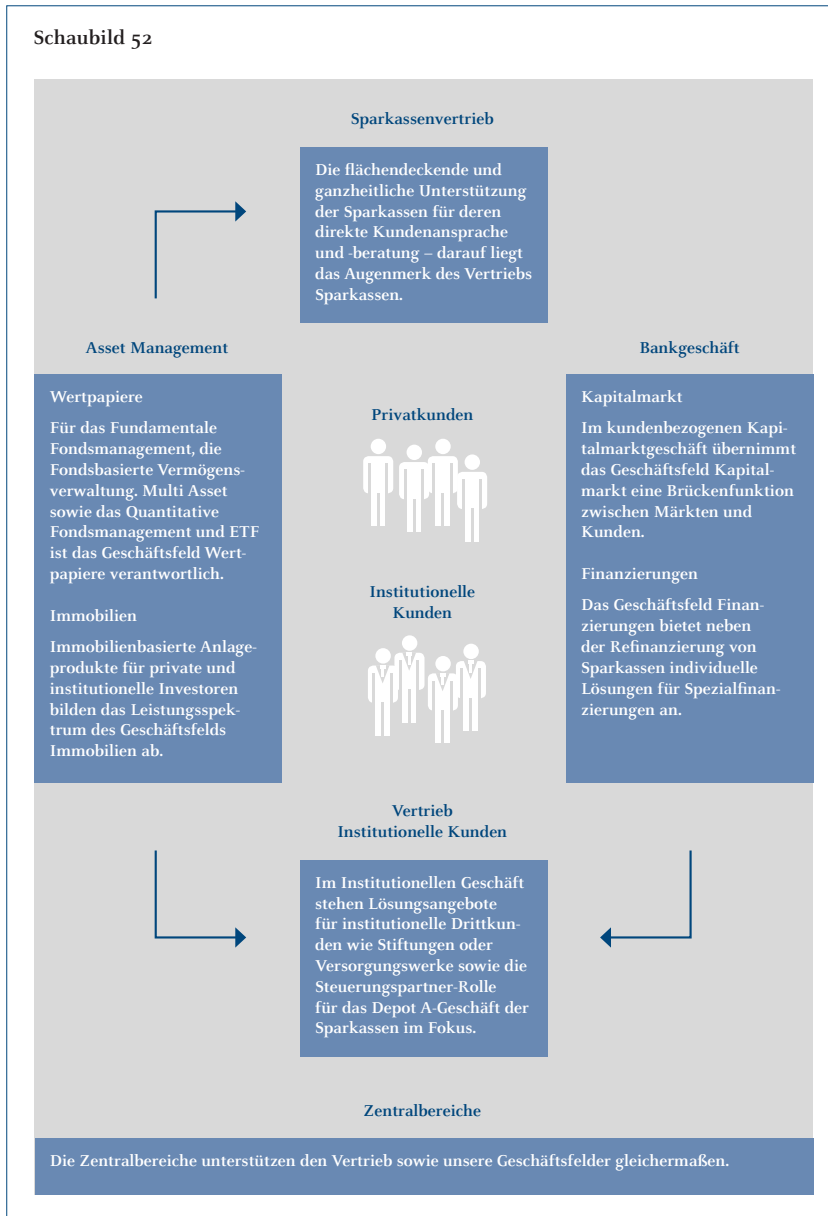 Schaubild 52
Sparkassenvertrieb
Die flächendeckende und
ganzheitliche Unterstützung
der Sparkassen für deren
direkte Kundenansprache
und -beratung – darauf liegt
das Augenmerk des Vertriebs
Sparkassen.
Asset Management
Wertpapiere
Für das Fundamentale
Fondsmanagement, die
Fondsbasierte Vermögens-
verwaltung. Multi Asset
sowie das Quantitative
Fondsmanagement und ETF
ist das Geschäftsfeld Wert-
papiere verantwortlich.
Immobilien
Immobilienbasierte Anlage-
produkte für private und
institutionelle Investoren
bilden das Leistungsspek-
trum des Geschäftsfelds
Immobilien ab.
Privatkunden
Institutionelle
Kunden
Bankgeschäft
Kapitalmarkt
Im kundenbezogenen Kapi-
talmarktgeschäft übernimmt
das Geschäftsfeld Kapital-
markt eine Brückenfunktion
zwischen Märkten und
Kunden.
Finanzierungen
Das Geschäftsfeld Finan-
zierungen bietet neben
der Refinanzierung von
Sparkassen individuelle
Lösungen für Spezialfinan-
zierungen an.
Vertrieb
Institutionelle Kunden
Im Institutionellen Geschäft
stehen Lösungsangebote
für institutionelle Drittkun-
den wie Stiftungen oder
Versorgungswerke sowie die
Steuerungspartner-Rolle
für das Depot A-Geschäft der
Sparkassen im Fokus.
Zentralbereiche
Die Zentralbereiche unterstützen den Vertrieb sowie unsere Geschäftsfelder gleichermaßen.